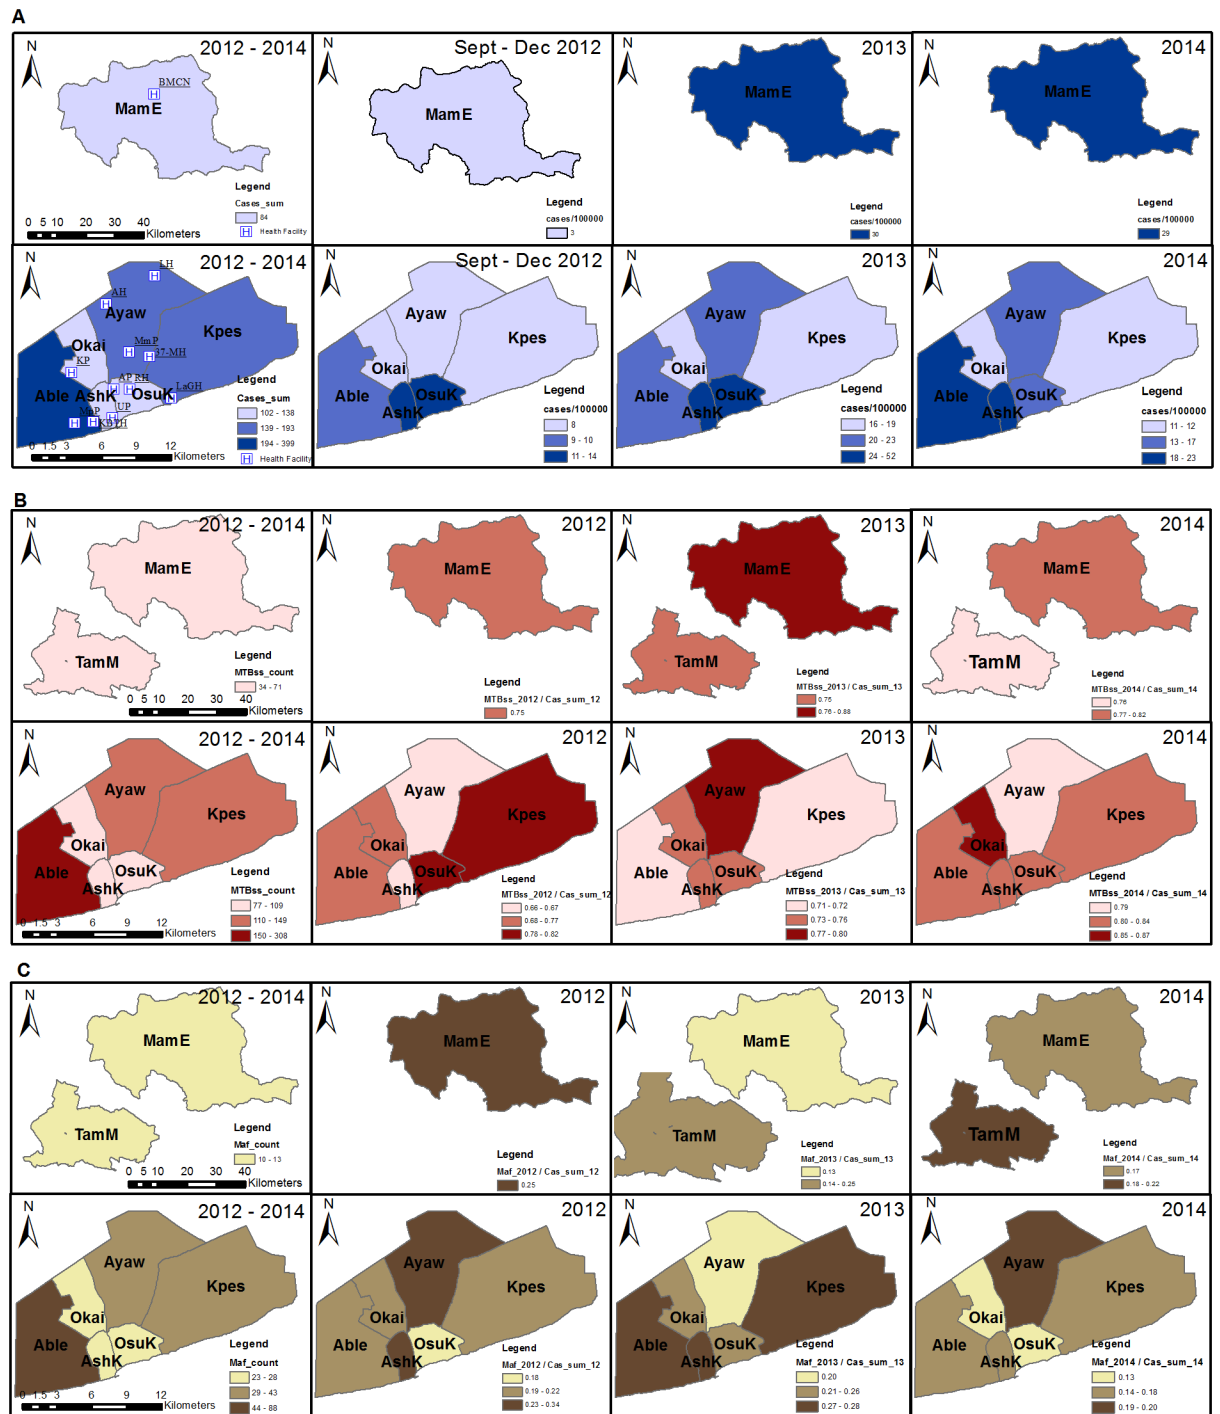 A
N
2012 - 2014
BMCN
MamE
Legend
Cases_sum
84
Health Facility
0 5 10 20 30 40
Kilometers
N
Sept - Dec 2012
MamE
Legend
cases/100000
3
N
2013
MamE
Legend
cases/100000
30
N
2014
MamE
Legend
cases/100000
29
N
2012 - 2014
LH
AH
Ayaw
Kpes
Okai
MmP
37-MH
KP
AP RH
LaGH
Able
AshK
OsuK
UP
MnP
KBTH
Legend
Cases_sum
102 - 138
139 - 193
194 - 399
Health Facility
0 1.5 3 6 9 12
Kilometers
N
Sept - Dec 2012
Ayaw
Kpes
Okai
Able
OsuK
AshK
Legend
cases/100000
8
9 - 10
11 - 14
N
2013
Ayaw
Kpes
Okai
Able
OsuK
AshK
Legend
cases/100000
16 - 19
20 - 23
24 - 52
N
2014
Ayaw
Kpes
Okai
Able
OsuK
AshK
Legend
cases/100000
11 - 12
13 - 17
18 - 23
B
N
2012 - 2014
MamE
TamM
Legend
MTBss_count
34 - 71
0 5 10 20 30 40
Kilometers
N
2012
MamE
Legend
MTBss_2012 / Cas_sum_12
0.75
N
2013
MamE
TamM
Legend
MTBss_2013 / Cas_sum_13
0.75
0.76 - 0.88
N
2014
MamE
TamM
Legend
MTBss_2014 / Cas_sum_14
0.76
0.77 - 0.82
N
2012 - 2014
Ayaw
Kpes
Okai
Able
OsuK
AshK
Legend
MTBss_count
77 - 109
110 - 149
150 - 308
0 1.5 3 6 9 12
Kilometers
N
2012
Ayaw
Kpes
Okai
Able
OsuK
AshK
Legend
MTBss_2012 / Cas_sum_12
0.66 - 0.67
0.68 - 0.77
0.78 - 0.82
N
2013
Ayaw
Kpes
Okai
Able
OsuK
AshK
Legend
MTBss_2013 / Cas_sum_13
0.71 - 0.72
0.73 - 0.76
0.77 - 0.80
N
2014
Ayaw
Kpes
Okai
Able
OsuK
AshK
Legend
MTBss_2014 / Cas_sum_14
0.79
0.80 - 0.84
0.85 - 0.87
C
N
2012 - 2014
MamE
TamM
Legend
Maf_count
10 - 13
0 5 10 20 30 40
Kilometers
N
2012
MamE
Legend
Maf_2012 / Cas_sum_12
0.25
N
2013
MamE
TamM
Legend
Maf_2013 / Cas_sum_13
0.13
0.14 - 0.25
N
2014
MamE
TamM
Legend
Maf_2014 / Cas_sum_14
0.17
0.18 - 0.22
N
2012 - 2014
Ayaw
Kpes
Okai
Able
OsuK
AshK
Legend
Maf_count
23 - 28
29 - 43
44 - 88
0 1.5 3 6 9 12
Kilometers
N
2012
Ayaw
Kpes
Okai
Able
OsuK
AshK
Legend
Maf_2012 / Cas_sum_12
0.18
0.19 - 0.22
0.23 - 0.34
N
2013
Ayaw
Kpes
Okai
Able
OsuK
AshK
Legend
Maf_2013 / Cas_sum_13
0.20
0.21 - 0.26
0.27 - 0.28
N
2014
Ayaw
Kpes
Okai
Able
OsuK
AshK
Legend
Maf_2014 / Cas_sum_14
0.13
0.14 - 0.18
0.19 - 0.20